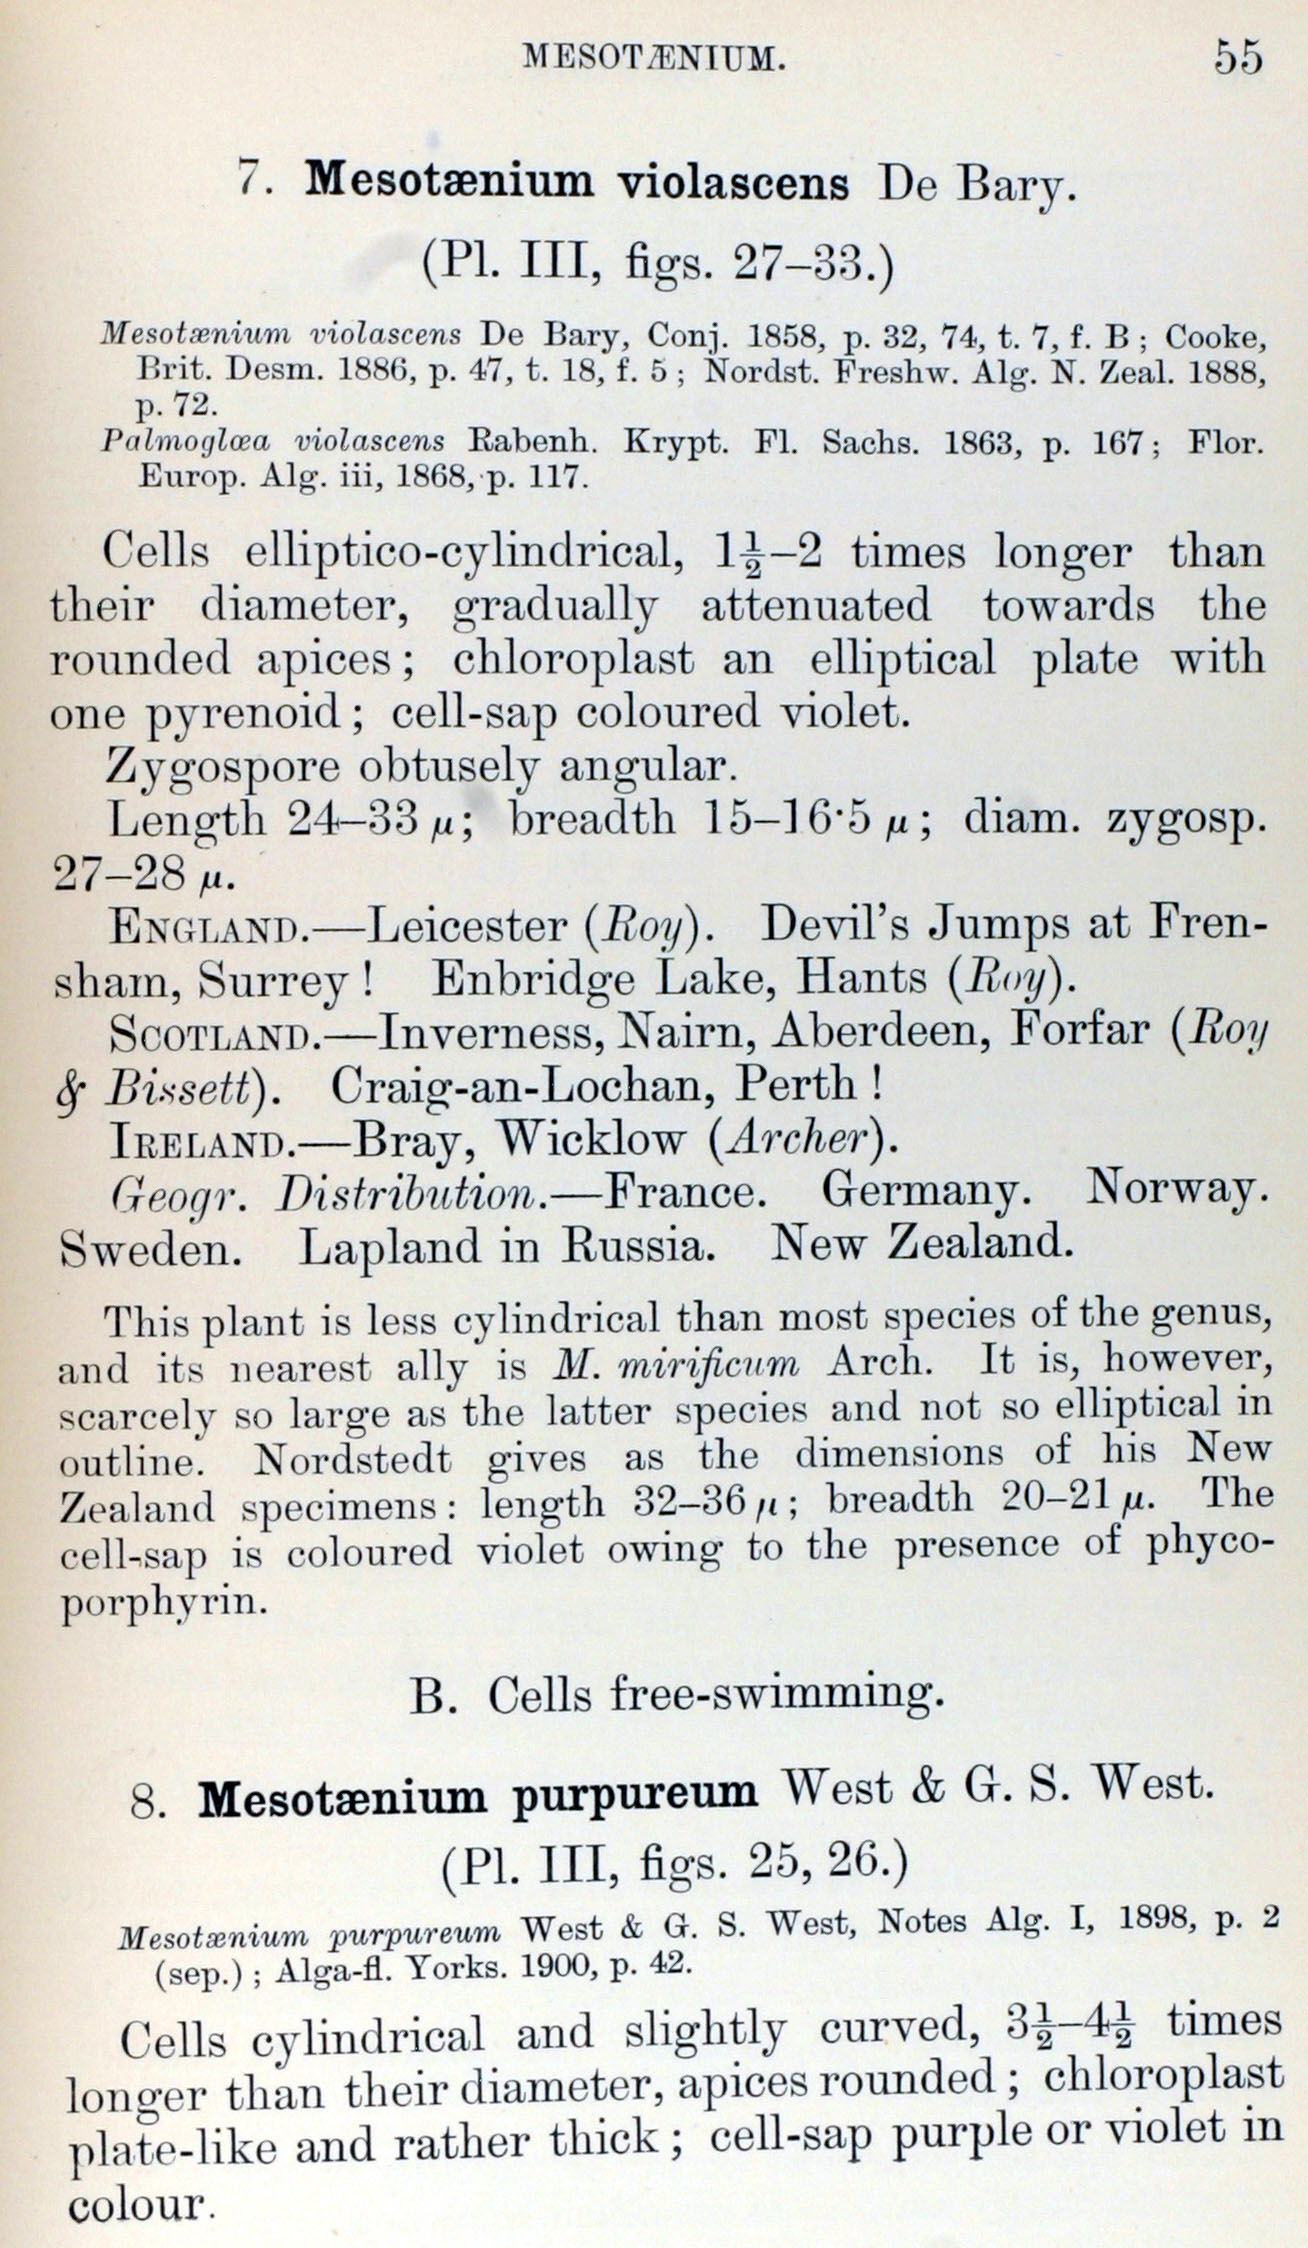 MESOTÆNIUM. 55
7. Mesotænium violascens De Bary.
(Pl. III, figs. 27–33.)
Mesotænium violascens De Bary, Conj. 1858, p. 32, 74, t. 7, f. B; Cooke,
Brit. Desm. 1886, p. 47, t. 18, f. 5; Nordst. Freshw. Alg. N. Zeal. 1888,
p. 72.
Palmoglœa violascens Rabenh. Krypt. Fl. Sachs. 1863, p. 167; Flor.
Europ. Alg. iii, 1868, p. 117.
Cells elliptico-cylindrical, 1½–2 times longer than
their diameter, gradually attenuated towards the
rounded apices; chloroplast an elliptical plate with
one pyrenoid; cell-sap coloured violet.
Zygospore obtusely angular.
Length 24–33 μ; breadth 15–16·5 μ; diam. zygosp.
27–28 μ.
ENGLAND.—Leicester (Roy). Devil's Jumps at Fren-
sham, Surrey! Enbridge Lake, Hants (Roy).
SCOTLAND.—Inverness, Nairn, Aberdeen, Forfar (Roy
& Bissett). Craig-an-Lochan, Perth!
IRELAND.—Bray, Wicklow (Archer).
Geogr. Distribution.—France. Germany. Norway.
Sweden. Lapland in Russia. New Zealand.
This plant is less cylindrical than most species of the genus,
and its nearest ally is M. mirificum Arch. It is, however,
scarcely so large as the latter species and not so elliptical in
outline. Nordstedt gives as the dimensions of his New
Zealand specimens: length 32–36 μ; breadth 20–21 μ. The
cell-sap is coloured violet owing to the presence of phyco-
porphyrin.
B. Cells free-swimming.
8. Mesotænium purpureum West & G. S. West.
(Pl. III, figs. 25, 26.)
Mesotænium purpureum West & G. S. West, Notes Alg. I, 1898, p. 2
(sep.); Alga-fl. Yorks. 1900, p. 42.
Cells cylindrical and slightly curved, 3½–4½ times
longer than their diameter, apices rounded; chloroplast
plate-like and rather thick; cell-sap purple or violet in
colour.